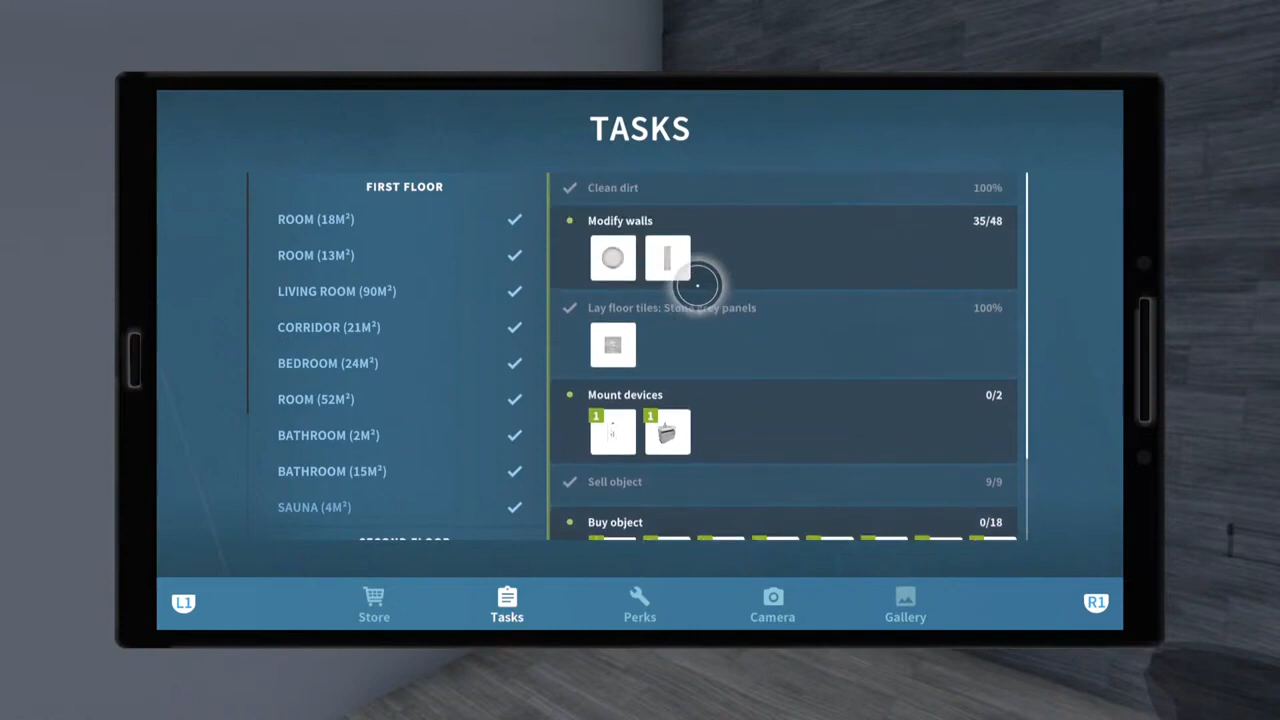 TASKS
FIRST FLOOR
ROOM (18M²)
ROOM (13M²)
LIVING ROOM (90M²)
CORRIDOR (21M²)
BEDROOM (24M²)
ROOM (52M²)
BATHROOM (2M²)
BATHROOM (15M²)
SAUNA (4M²)
SECOND FLOOR
Clean dirt 100%
Modify walls 35/48
Lay floor tiles: Stone grey panels 100%
Mount devices 0/2
1 1
Sell object 9/9
Buy object 0/18
L1
Store
Tasks
Perks
Camera
Gallery
R1